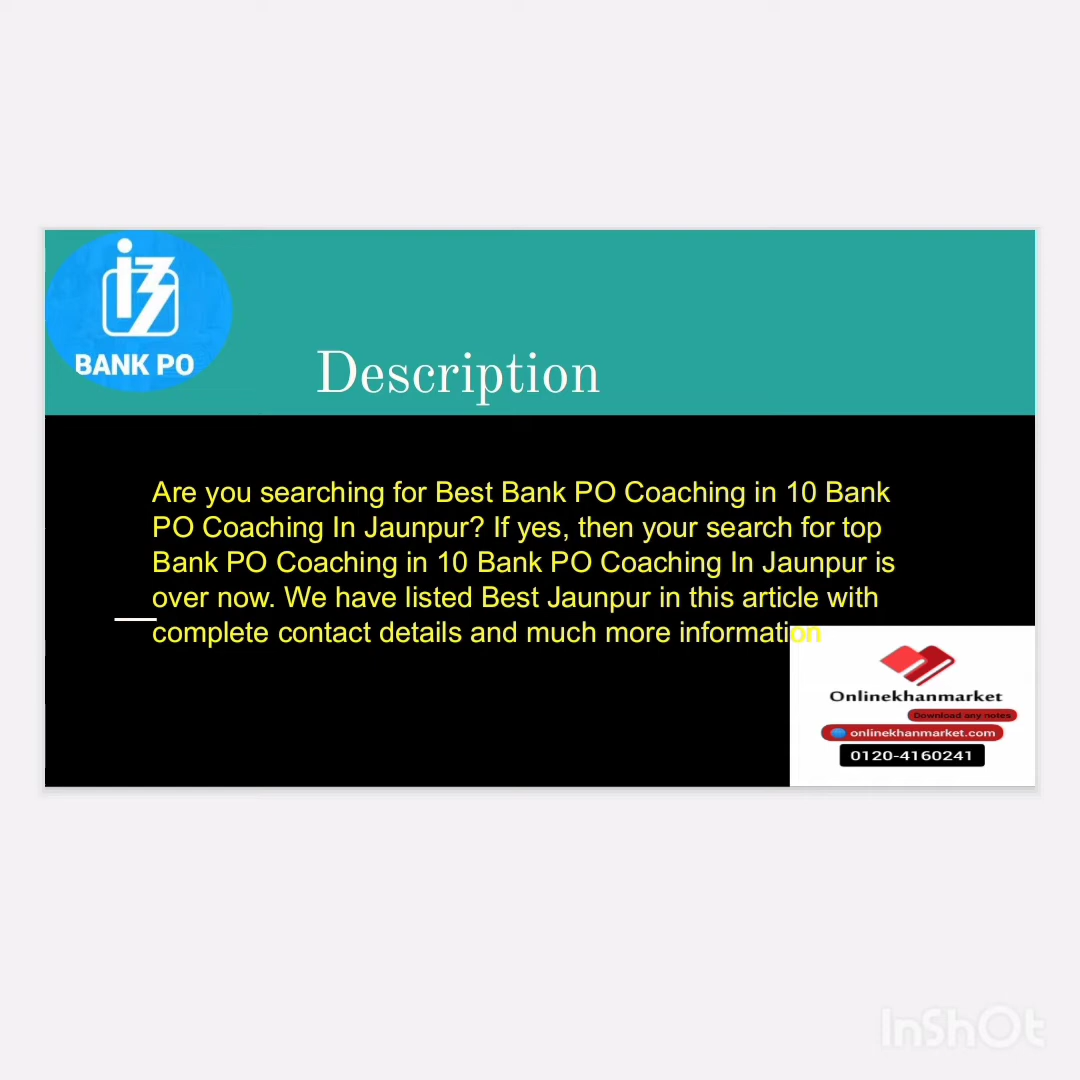 BANK PO
Description
Are you searching for Best Bank PO Coaching in 10 Bank
PO Coaching In Jaunpur? If yes, then your search for top
Bank PO Coaching in 10 Bank PO Coaching In Jaunpur is
over now. We have listed Best Jaunpur in this article with
complete contact details and much more information
Onlinekhanmarket
Download any notes
onlinekhanmarket.com
0120-4160241
InShOt